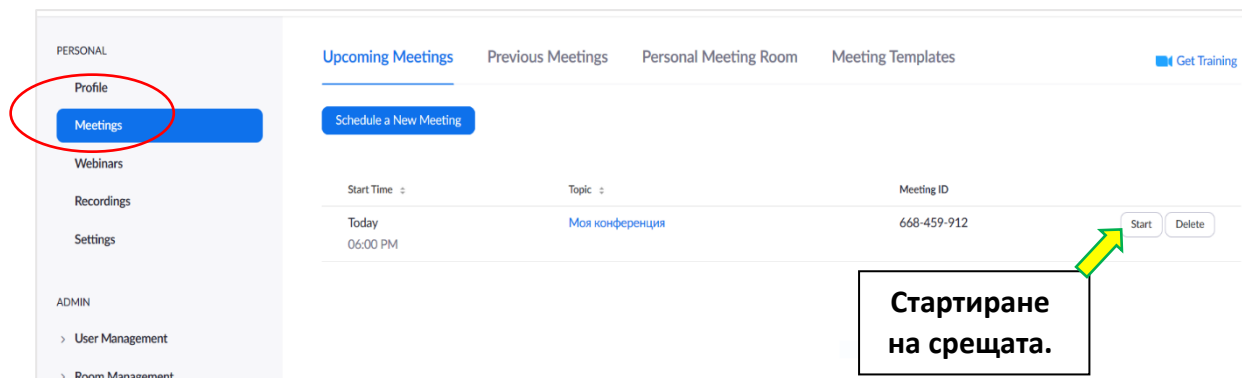 PERSONAL
Profile
Meetings
Webinars
Recordings
Settings
ADMIN
> User Management
> Room Management
Upcoming Meetings Previous Meetings Personal Meeting Room Meeting Templates Get Training
Schedule a New Meeting
Start Time Topic Meeting ID
Today Моя конференция 668-459-912 Start Delete
06:00 PM
Стартиране
на срещата.